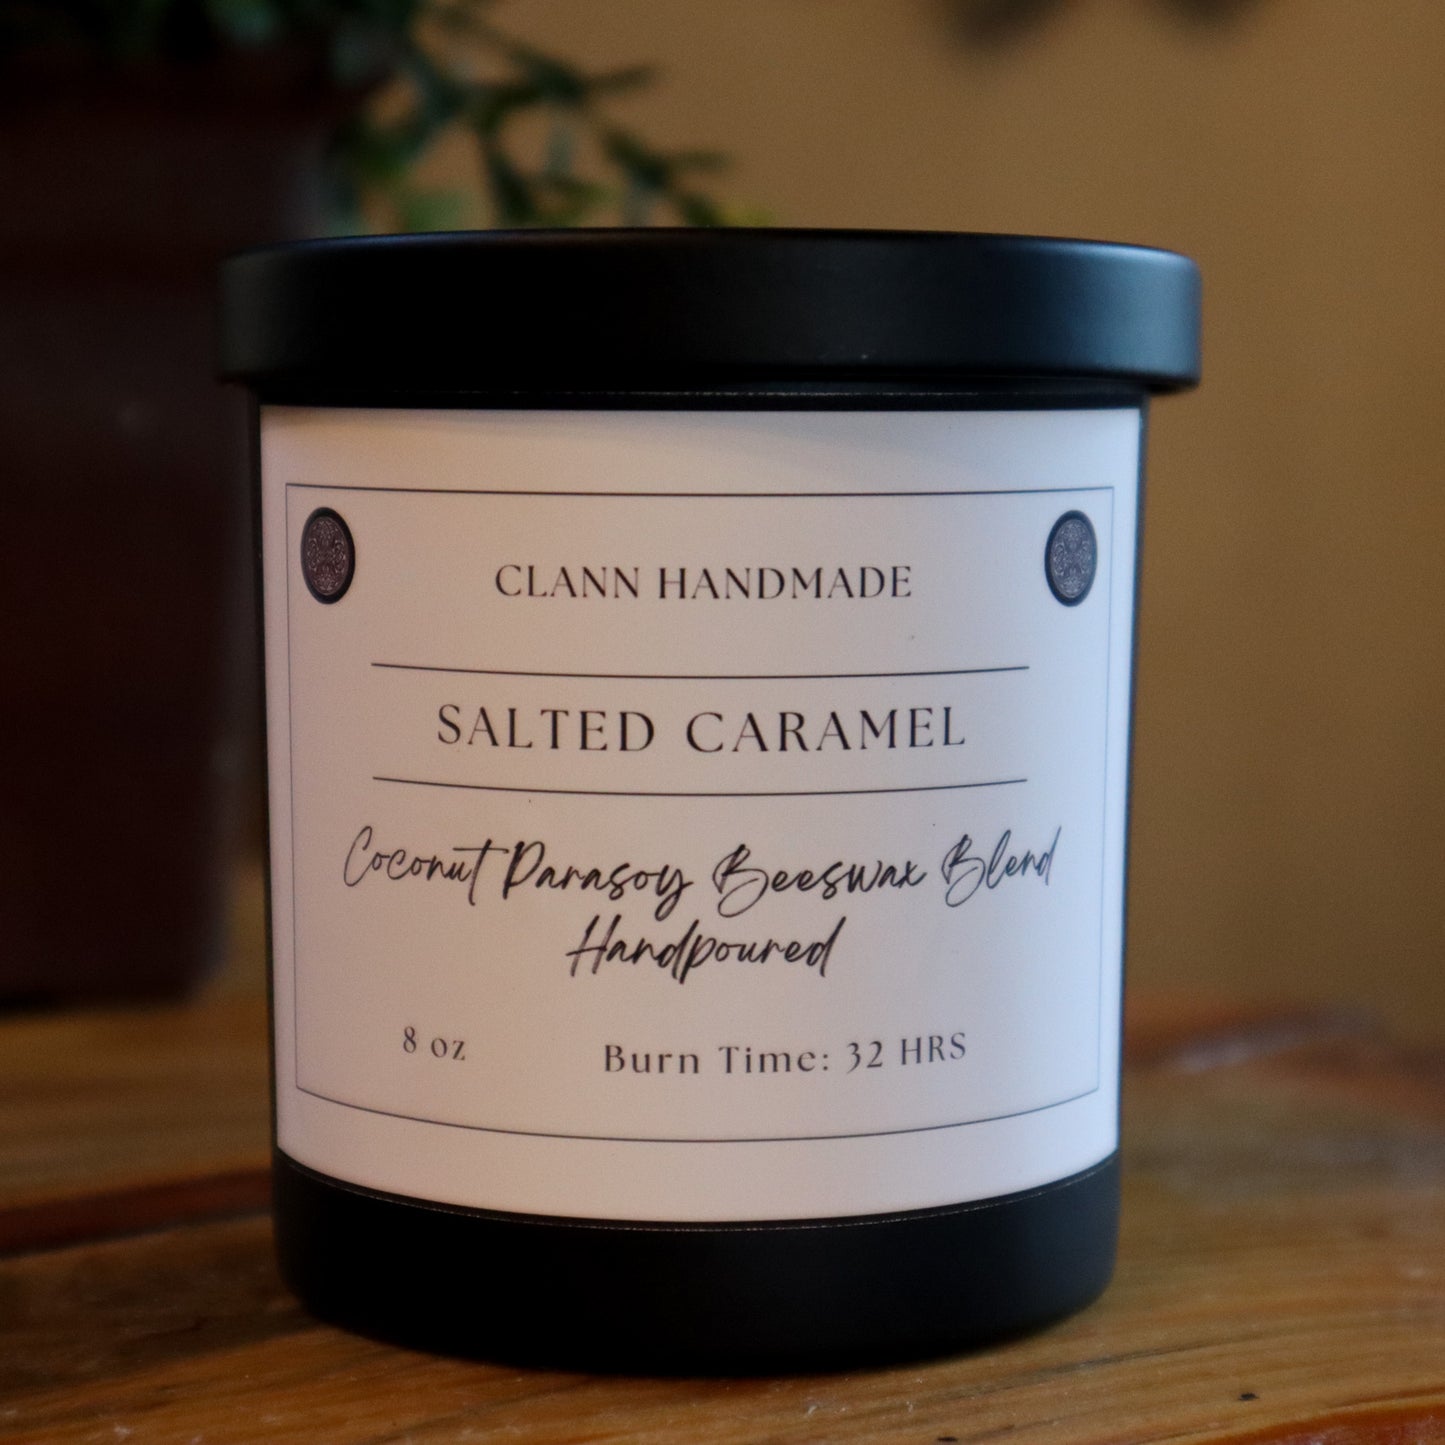 CLANN HANDMADE
SALTED CARAMEL
Coconut Parasoy Beeswax Blend
Handpoured
8 oz Burn Time: 32 HRS